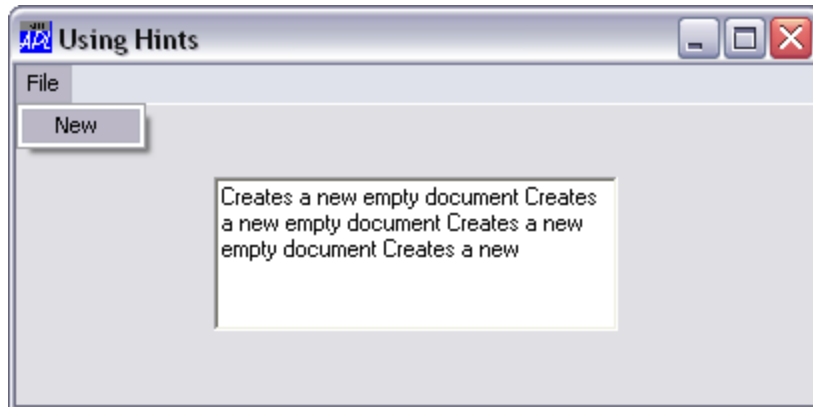 Using Hints
File
New
Creates a new empty document Creates
a new empty document Creates a new
empty document Creates a new